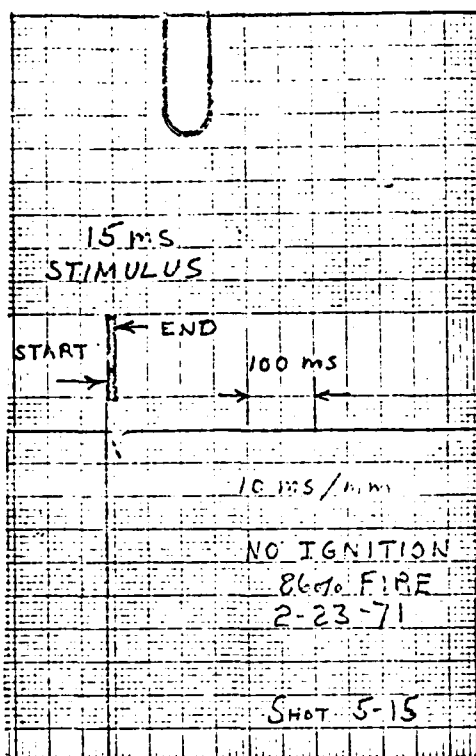 15 ms
STIMULUS
END
START
100 ms
10 ms/mm
NO IGNITION
86% FIRE
2-23-71
SHOT 5-15